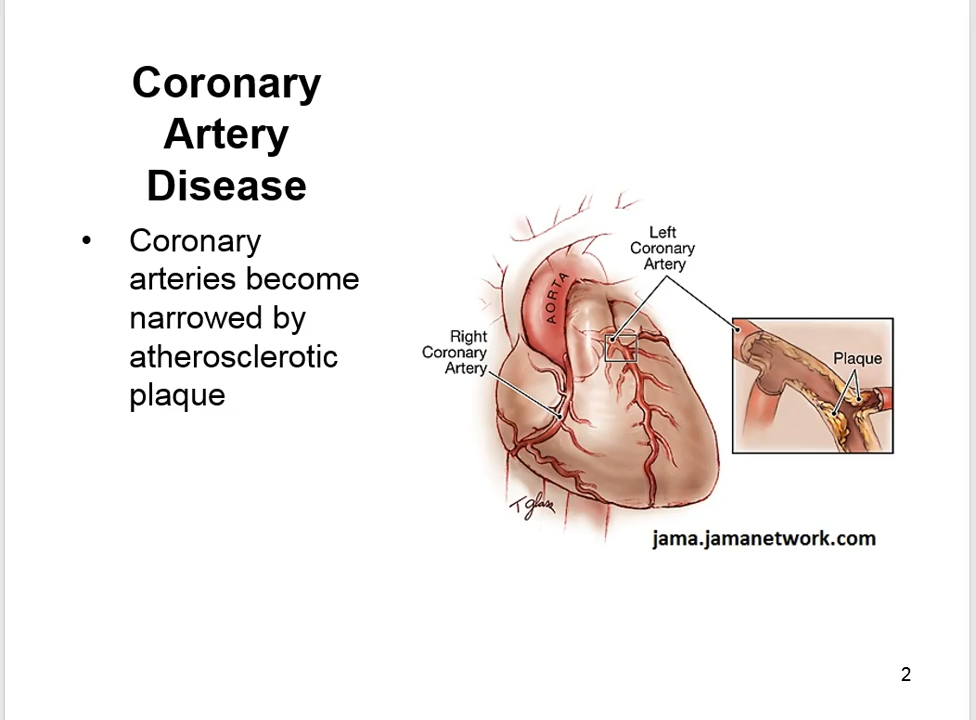 Coronary
Artery
Disease
• Coronary
arteries become
narrowed by
atherosclerotic
plaque
Left
Coronary
Artery
AORTA
Right
Coronary
Artery
Plaque
T Glass
jama.jamanetwork.com
2